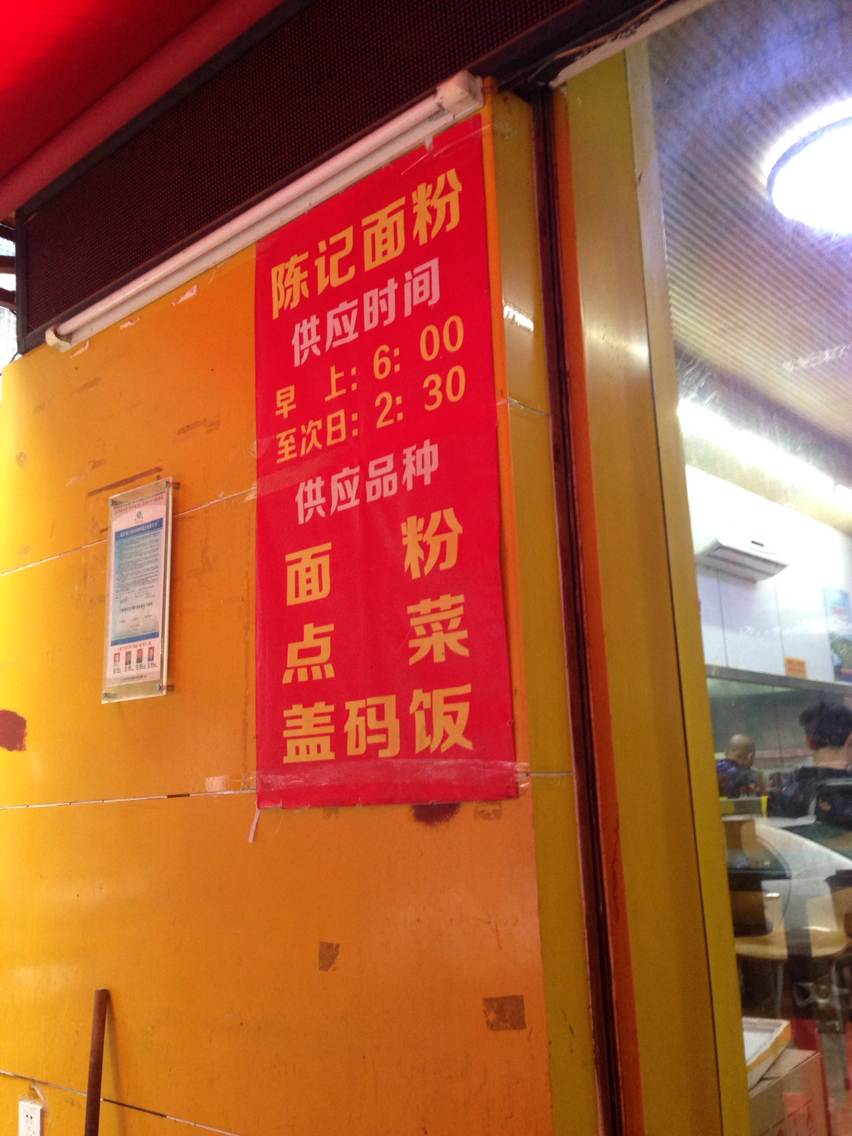 陈记面粉
供应时间
早 上: 6: 00
至次日: 2: 30
供应品种
面 粉
点 菜
盖码饭